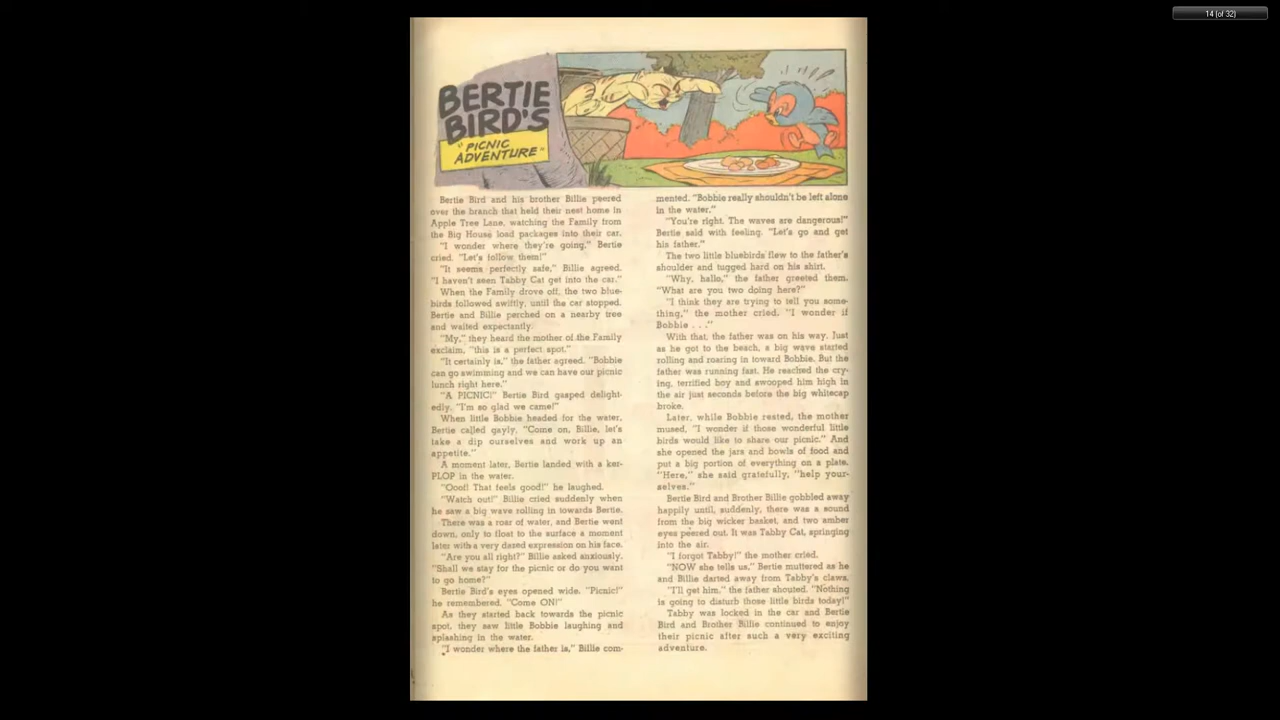 14 (of 32)
BERTIE
BIRD'S
"PICNIC
ADVENTURE"
Bertie Bird and his brother Billie peered
over the branch that held their nest home in
Apple Tree Lane, watching the Family from
the Big House load packages into their car.
"I wonder where they're going," Bertie
cried. "Let's follow them!"
"It seems perfectly safe," Billie agreed.
"I haven't seen Tabby Cat get into the car."
When the Family drove off, the two blue-
birds followed swiftly, until the car stopped.
Bertie and Billie perched on a nearby tree
and waited expectantly.
"My," they heard the mother of the Family
exclaim, "this is a perfect spot."
"It certainly is," the father agreed. "Bobbie
can go swimming and we can have our picnic
lunch right here."
"A PICNIC!" Bertie Bird gasped delight-
edly. "I'm so glad we came!"
When little Bobbie headed for the water,
Bertie called gayly, "Come on, Billie, let's
take a dip ourselves and work up an
appetite."
A moment later, Bertie landed with a ker-
PLOP in the water.
"Ooof! That feels good!" he laughed.
"Watch out!" Billie cried suddenly when
he saw a big wave rolling in towards Bertie.
There was a roar of water, and Bertie went
down, only to float to the surface a moment
later with a very dazed expression on his face.
"Are you all right?" Billie asked anxiously.
"Shall we stay for the picnic or do you want
to go home?"
Bertie Bird's eyes opened wide. "Picnic!"
he remembered. "Come ON!"
As they started back towards the picnic
spot, they saw little Bobbie laughing and
splashing in the water.
"I wonder where the father is," Billie com-
mented. "Bobbie really shouldn't be left alone
in the water."
"You're right. The waves are dangerous!"
Bertie said with feeling. "Let's go and get
his father."
The two little bluebirds flew to the father's
shoulder and tugged hard on his shirt.
"Why, hallo," the father greeted them.
"What are you two doing here?"
"I think they are trying to tell you some-
thing," the mother cried. "I wonder if
Bobbie . . ."
With that, the father was on his way. Just
as he got to the beach, a big wave started
rolling and roaring in toward Bobbie. But the
father was running fast. He reached the cry-
ing, terrified boy and swooped him high in
the air just seconds before the big whitecap
broke.
Later, while Bobbie rested, the mother
mused, "I wonder if those wonderful little
birds would like to share our picnic." And
she opened the jars and bowls of food and
put a big portion of everything on a plate.
"Here," she said gratefully, "help your-
selves."
Bertie Bird and Brother Billie gobbled away
happily until, suddenly, there was a sound
from the big wicker basket, and two amber
eyes peered out. It was Tabby Cat, springing
into the air.
"I forgot Tabby!" the mother cried.
"NOW she tells us," Bertie muttered as he
and Billie darted away from Tabby's claws.
"I'll get him," the father shouted. "Nothing
is going to disturb those little birds today!"
Tabby was locked in the car and Bertie
Bird and Brother Billie continued to enjoy
their picnic after such a very exciting
adventure.